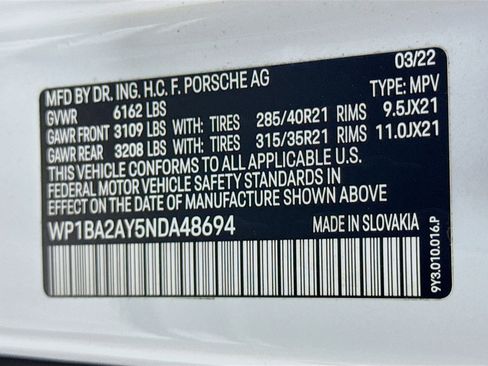 MFD BY DR. ING. H.C. F. PORSCHE AG 03/22
GVWR 6162 LBS TYPE: MPV
GAWR FRONT 3109 LBS WITH: TIRES 285/40R21 RIMS 9.5JX21
GAWR REAR 3208 LBS WITH: TIRES 315/35R21 RIMS 11.0JX21
THIS VEHICLE CONFORMS TO ALL APPLICABLE U.S.
FEDERAL MOTOR VEHICLE SAFETY STANDARDS IN
EFFECT ON THE DATE OF MANUFACTURE SHOWN ABOVE
WP1BA2AY5NDA48694 MADE IN SLOVAKIA
9Y3.010.016.P